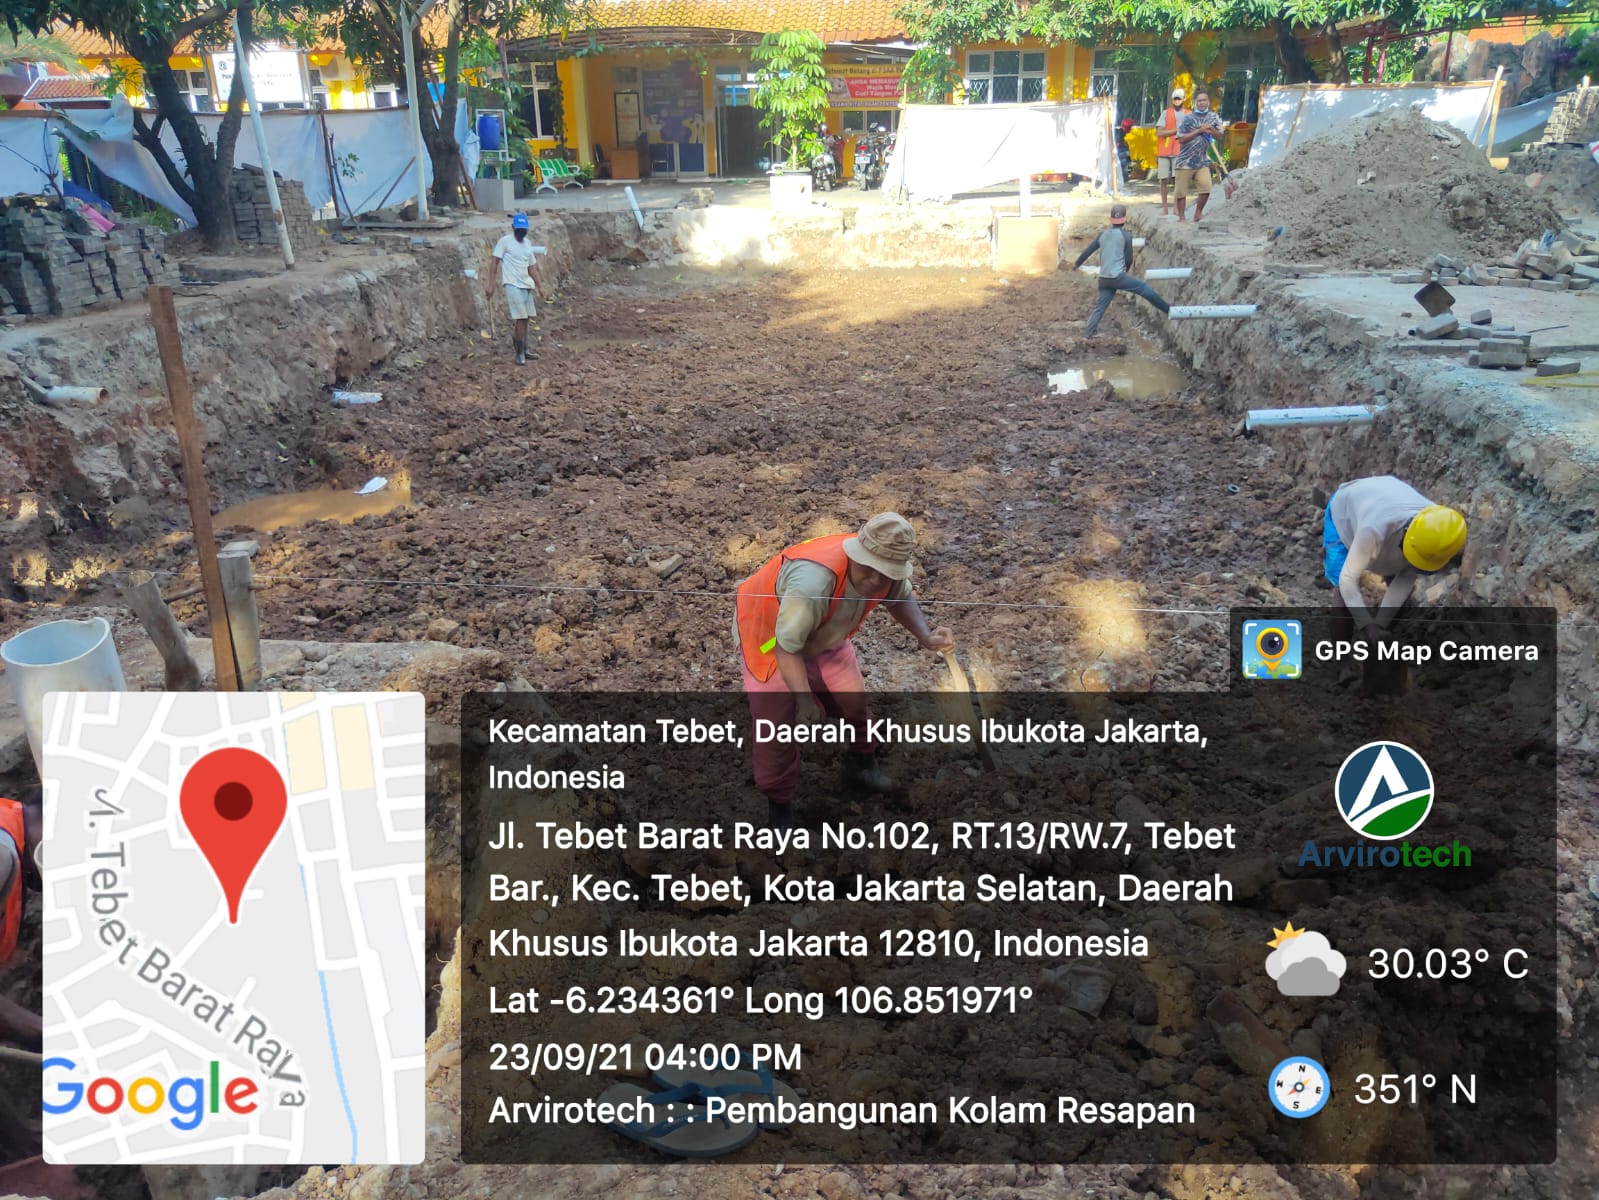 ANDA MEMASUKI
GPS Map Camera
Kecamatan Tebet, Daerah Khusus Ibukota Jakarta,
Indonesia
Jl. Tebet Barat Raya No.102, RT.13/RW.7, Tebet
Bar., Kec. Tebet, Kota Jakarta Selatan, Daerah
Khusus Ibukota Jakarta 12810, Indonesia
Lat -6.234361° Long 106.851971°
23/09/21 04:00 PM
Arvirotech : : Pembangunan Kolam Resapan
Arvirotech
30.03° C
N
E
S
351° N
Jl. Tebet Barat Raya
Google